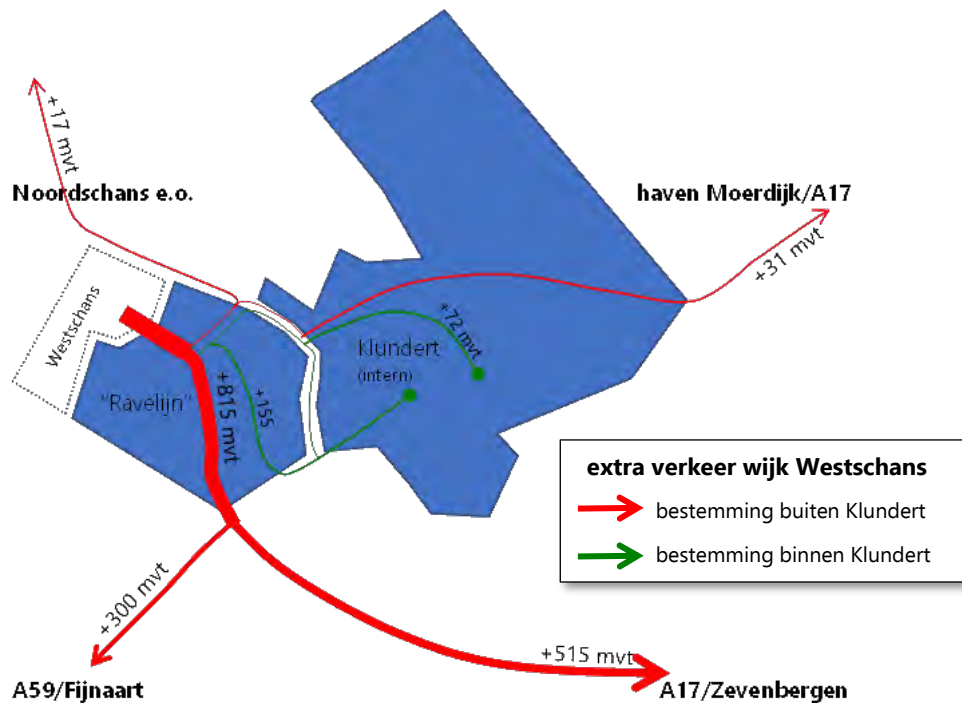 +17 mvt
Noordschans e.o.
haven Moerdijk/A17
+31 mvt
Westschans
+72 mvt
Klundert
(intern)
"Ravelijn"
+815 mvt
+155
extra verkeer wijk Westschans
bestemming buiten Klundert
bestemming binnen Klundert
+300 mvt
+515 mvt
A59/Fijnaart
A17/Zevenbergen